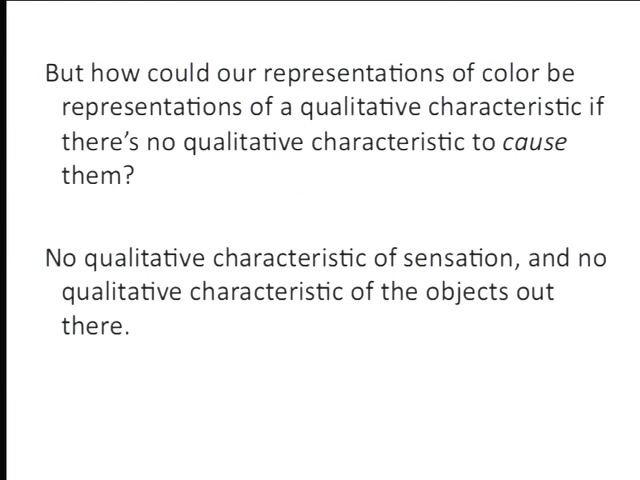 But how could our representations of color be
representations of a qualitative characteristic if
there's no qualitative characteristic to cause
them?
No qualitative characteristic of sensation, and no
qualitative characteristic of the objects out
there.